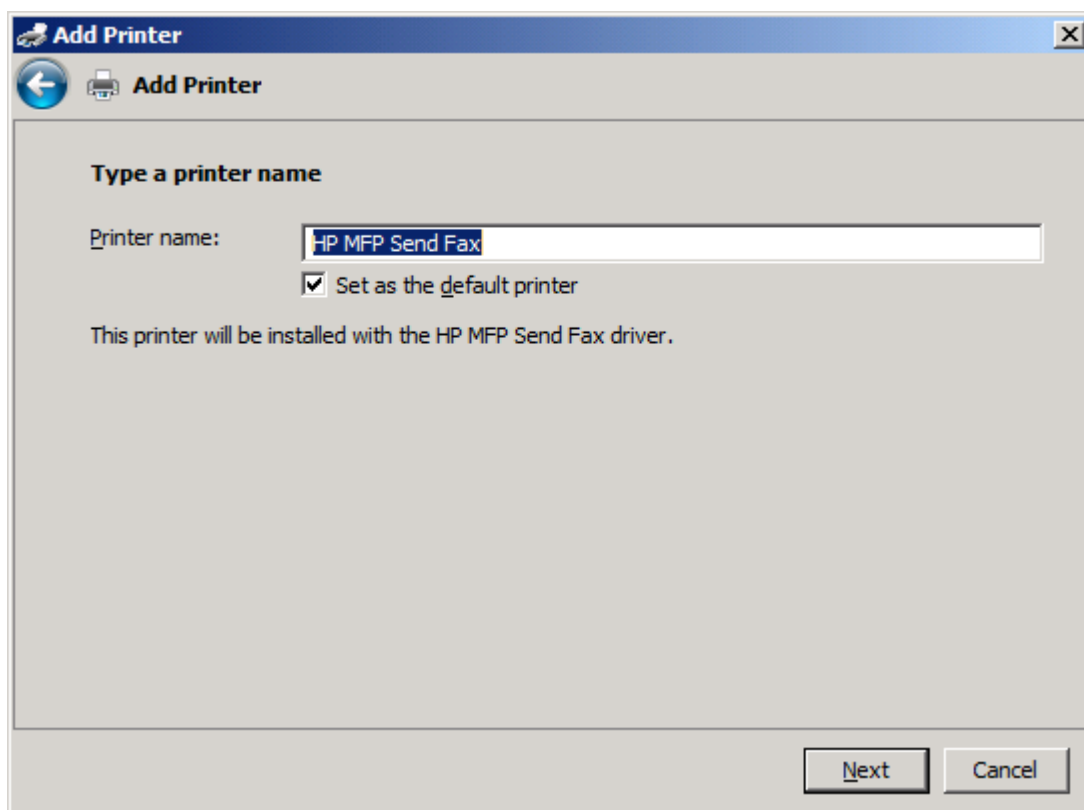 Add Printer
Add Printer
Type a printer name
Printer name: HP MFP Send Fax
Set as the default printer
This printer will be installed with the HP MFP Send Fax driver.
Next Cancel